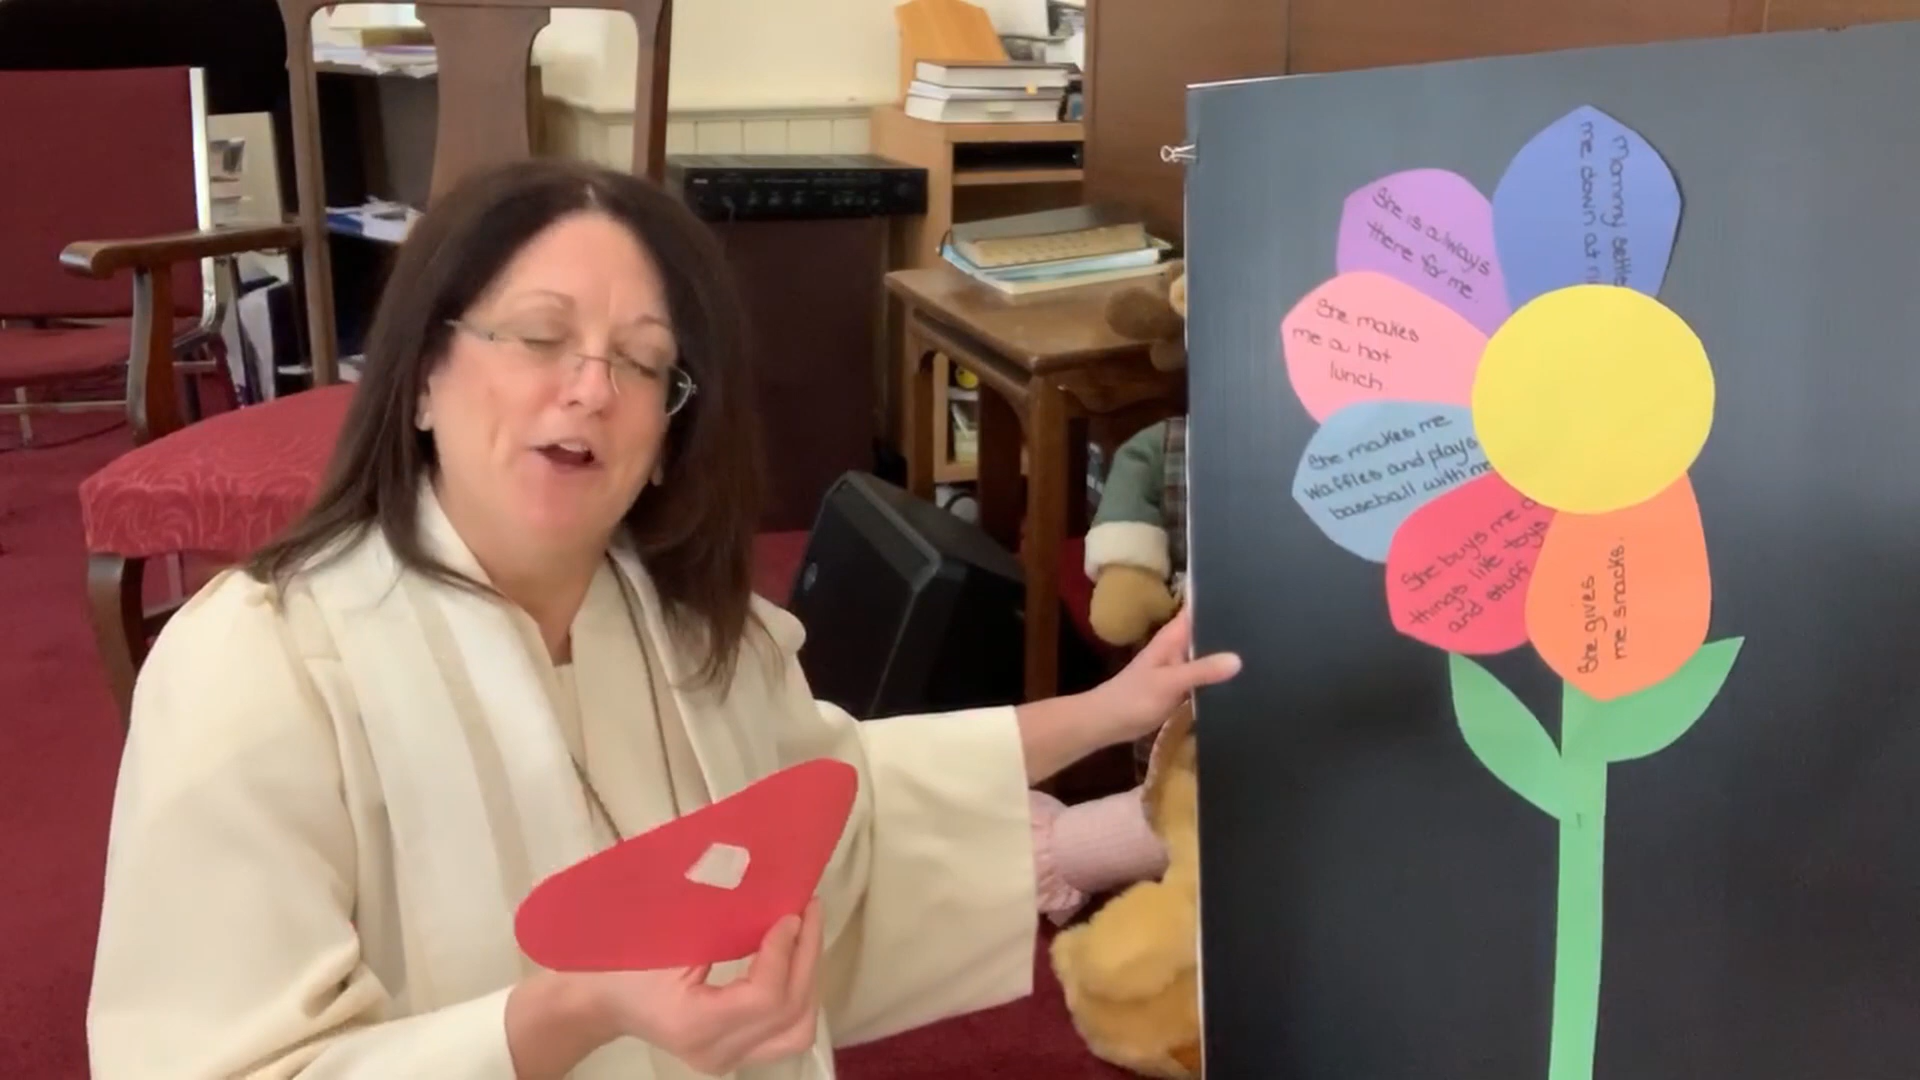 Mommy settles
me down at
She is always
there for me.
She makes
me a hot
lunch.
She makes me
waffles and plays
baseball with me
She buys me
things like toys
and stuff
She gives
me snacks.